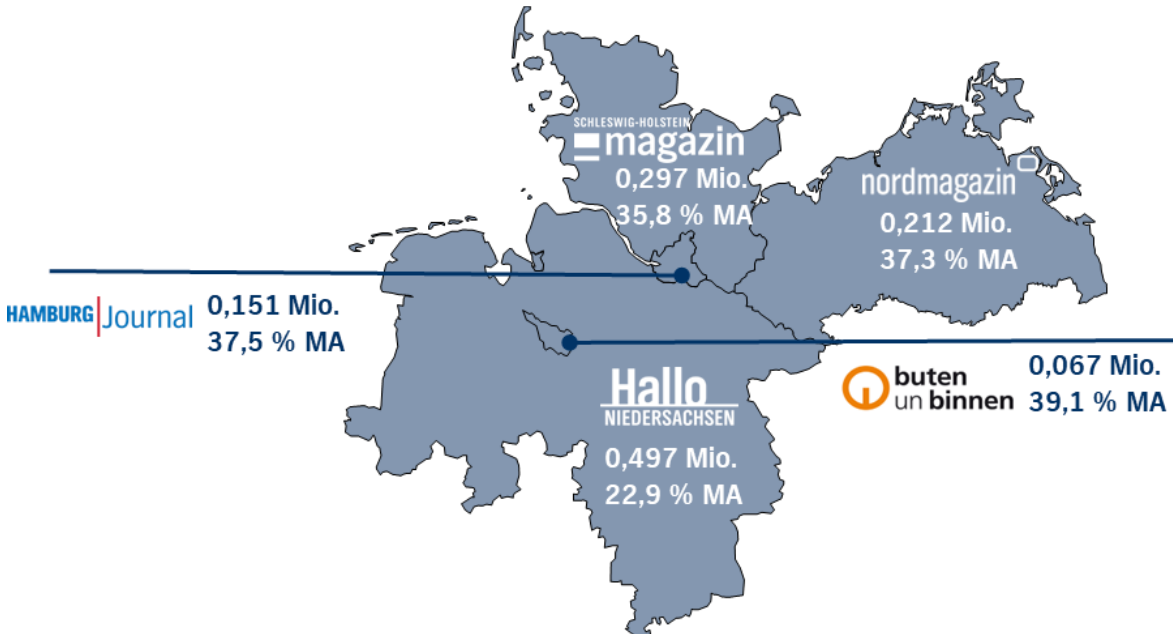 SCHLESWIG-HOLSTEIN
magazin
0,297 Mio.
35,8 % MA
nordmagazin
0,212 Mio.
37,3 % MA
HAMBURG Journal
0,151 Mio.
37,5 % MA
buten
un binnen
0,067 Mio.
39,1 % MA
Hallo
NIEDERSACHSEN
0,497 Mio.
22,9 % MA